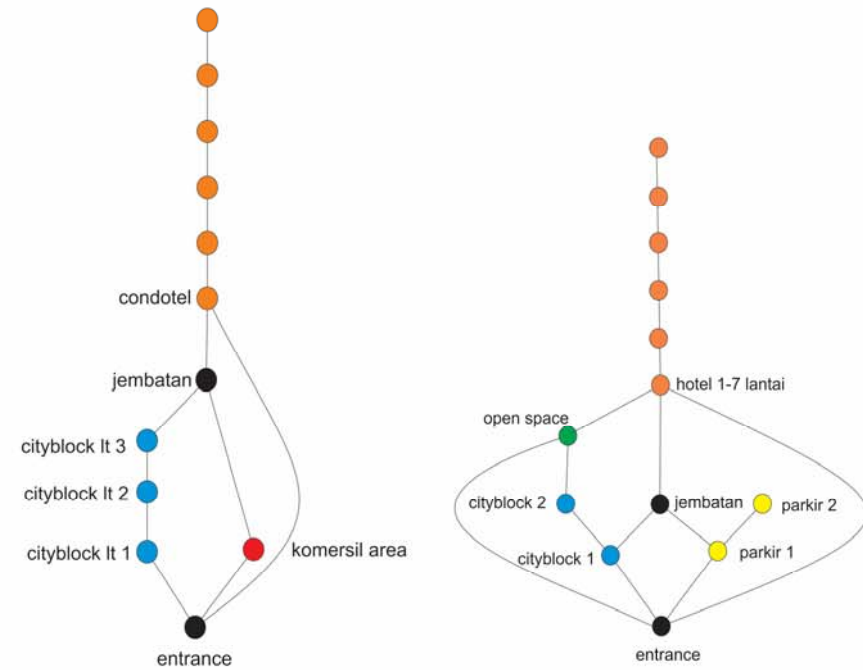 condotel
jembatan
cityblock lt 3
cityblock lt 2
cityblock lt 1
komersil area
entrance
hotel 1-7 lantai
open space
cityblock 2
jembatan
parkir 2
cityblock 1
parkir 1
entrance